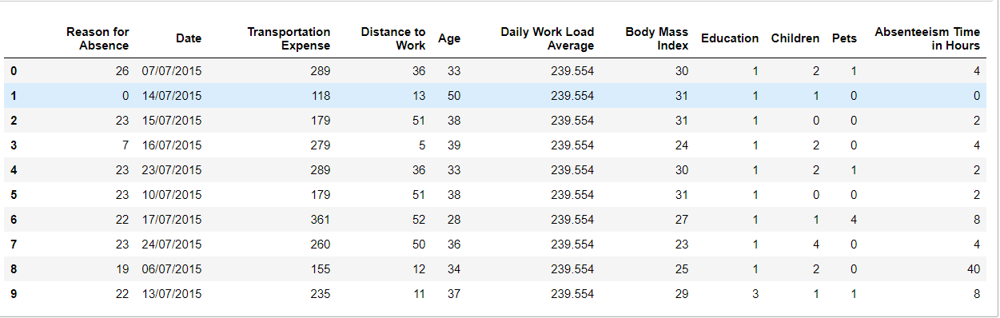 Reason for Absence Date Transportation Expense Distance to Work Age Daily Work Load Average Body Mass Index Education Children Pets Absenteeism Time in Hours
0 26 07/07/2015 289 36 33 239.554 30 1 2 1 4
1 0 14/07/2015 118 13 50 239.554 31 1 1 0 0
2 23 15/07/2015 179 51 38 239.554 31 1 0 0 2
3 7 16/07/2015 279 5 39 239.554 24 1 2 0 4
4 23 23/07/2015 289 36 33 239.554 30 1 2 1 2
5 23 10/07/2015 179 51 38 239.554 31 1 0 0 2
6 22 17/07/2015 361 52 28 239.554 27 1 1 4 8
7 23 24/07/2015 260 50 36 239.554 23 1 4 0 4
8 19 06/07/2015 155 12 34 239.554 25 1 2 0 40
9 22 13/07/2015 235 11 37 239.554 29 3 1 1 8